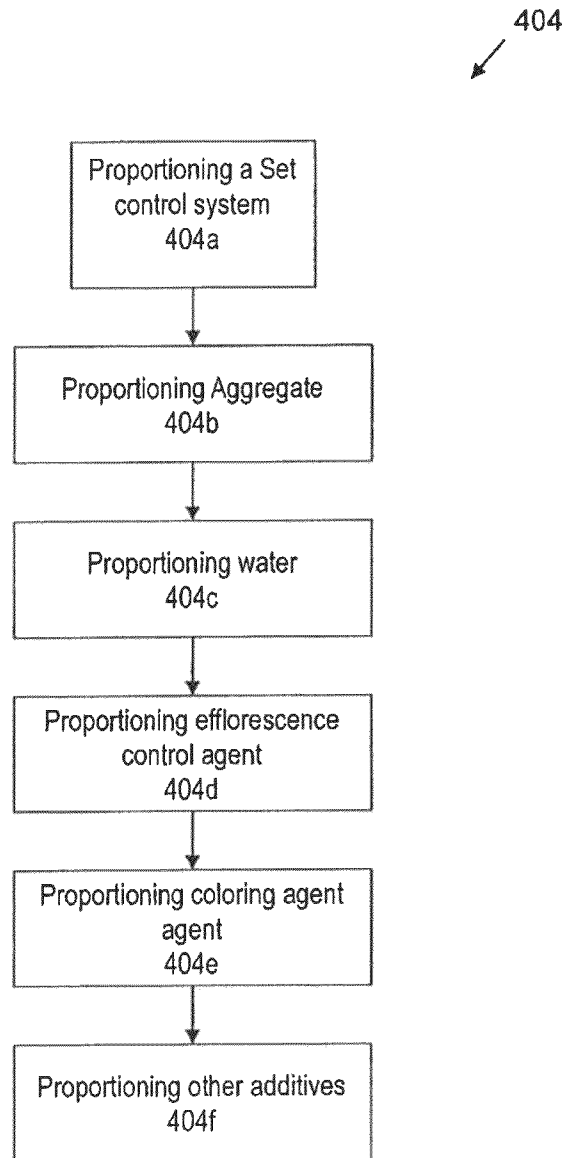 404
Proportioning a Set
control system
404a
Proportioning Aggregate
404b
Proportioning water
404c
Proportioning efflorescence
control agent
404d
Proportioning coloring agent
agent
404e
Proportioning other additives
404f